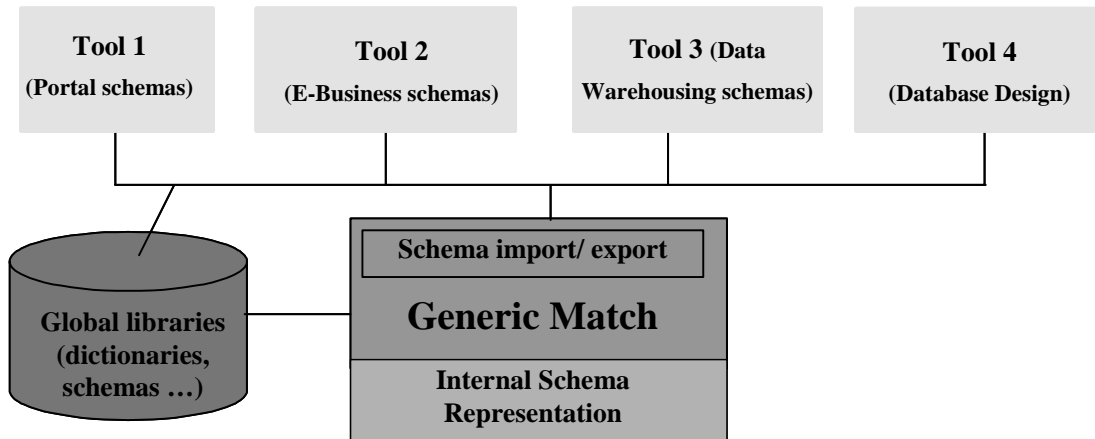 Tool 1
(Portal schemas)
Tool 2
(E-Business schemas)
Tool 3 (Data
Warehousing schemas)
Tool 4
(Database Design)
Schema import/ export
Generic Match
Internal Schema
Representation
Global libraries
(dictionaries,
schemas …)